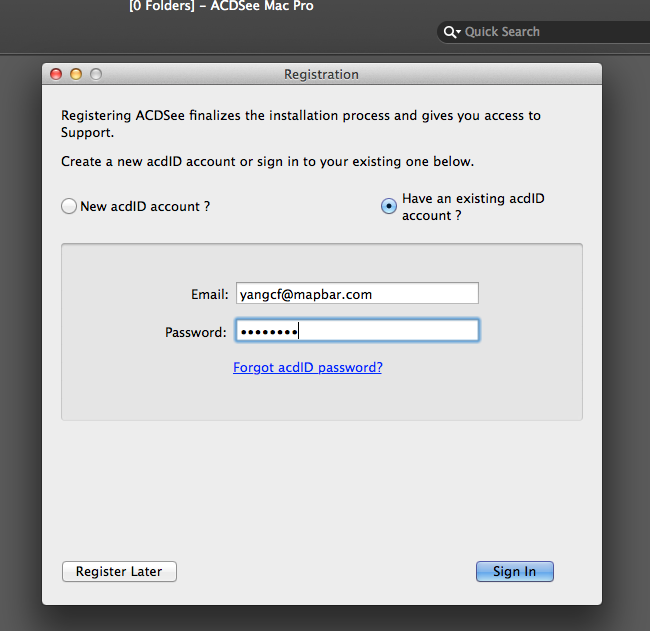 [0 Folders] – ACDSee Mac Pro
Quick Search
Registration
Registering ACDSee finalizes the installation process and gives you access to
Support.
Create a new acdID account or sign in to your existing one below.
New acdID account ?
Have an existing acdID
account ?
Email: yangcf@mapbar.com
Password: ••••••••
Forgot acdID password?
Register Later
Sign In